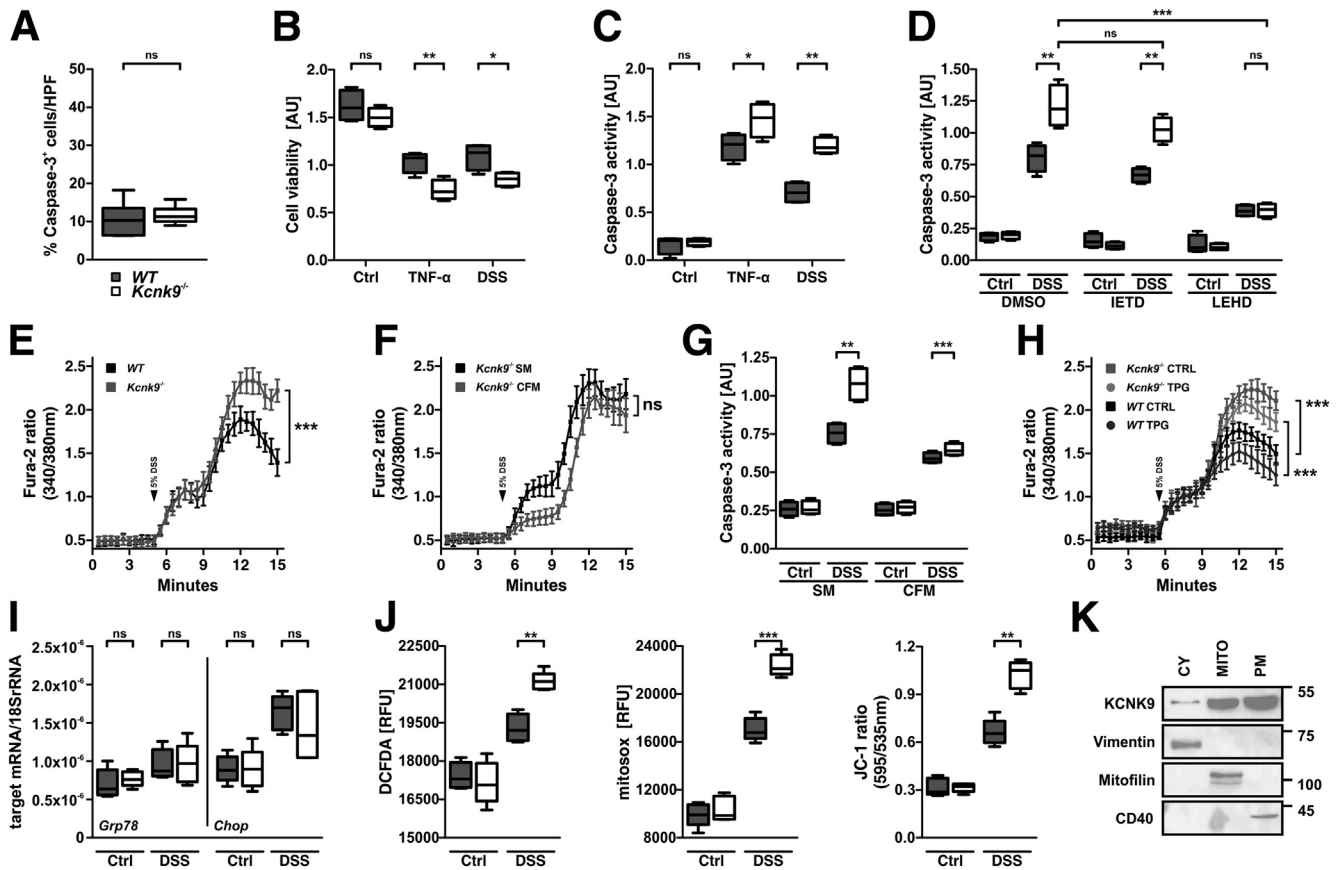 A
ns
% Caspase-3+ cells/HPF
50
40
30
20
10
0
WT
Kcnk9-/-
B
ns
**
*
Cell viability [AU]
2.0
1.5
1.0
0.5
0.0
Ctrl TNF-α DSS
C
ns
*
**
Caspase-3 activity [AU]
2.0
1.5
1.0
0.5
0.0
Ctrl TNF-α DSS
D
***
ns
**
**
ns
Caspase-3 activity [AU]
1.50
1.25
1.00
0.75
0.50
0.25
0.00
Ctrl DSS Ctrl DSS Ctrl DSS
DMSO IETD LEHD
E
WT
Kcnk9-/-
Fura-2 ratio
(340/380nm)
2.5
2.0
1.5
1.0
0.5
5% DSS
***
0 3 6 9 12 15
Minutes
F
Kcnk9-/- SM
Kcnk9-/- CFM
Fura-2 ratio
(340/380nm)
2.5
2.0
1.5
1.0
0.5
5% DSS
ns
0 3 6 9 12 15
Minutes
G
**
***
Caspase-3 activity [AU]
1.25
1.00
0.75
0.50
0.25
0.00
Ctrl DSS Ctrl DSS
SM CFM
H
Kcnk9-/- CTRL
Kcnk9-/- TPG
WT CTRL
WT TPG
Fura-2 ratio
(340/380nm)
2.5
2.0
1.5
1.0
0.5
5% DSS
***
***
0 3 6 9 12 15
Minutes
I
ns
ns
ns
ns
target mRNA/18SrRNA
2.5x10-6
2.0x10-6
1.5x10-6
1.0x10-6
0.5x10-6
0.0x10-6
Grp78 Chop
Ctrl DSS Ctrl DSS
J
**
DCFDA [RFU]
22500
21000
19500
18000
16500
15000
Ctrl DSS
***
mitosox [RFU]
24000
20000
16000
12000
8000
Ctrl DSS
**
JC-1 ratio
(595/535nm)
1.2
0.9
0.6
0.3
0.0
Ctrl DSS
K
CY MITO PM
KCNK9 55
Vimentin 75
Mitofilin 100
CD40 45